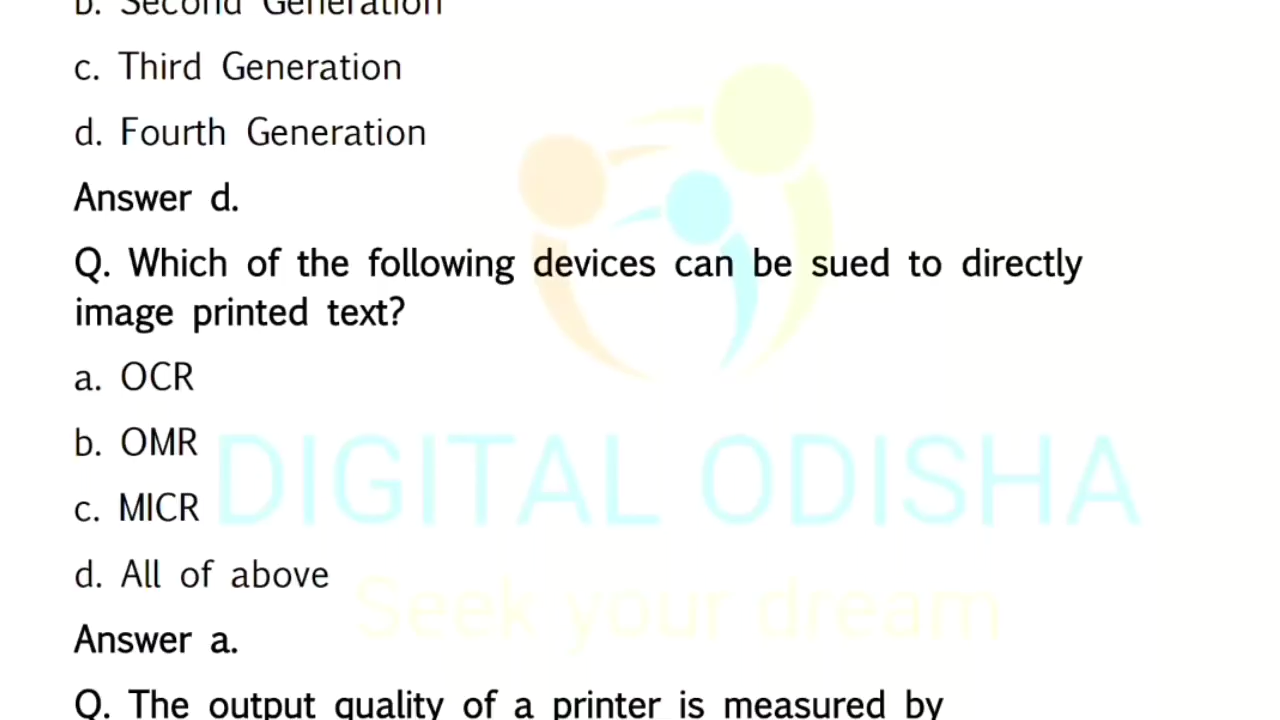 b. Second Generation
c. Third Generation
d. Fourth Generation
Answer d.
Q. Which of the following devices can be sued to directly
image printed text?
a. OCR
b. OMR
c. MICR
DIGITAL ODISHA
d. All of above
Seek your dream
Answer a.
Q. The output quality of a printer is measured by